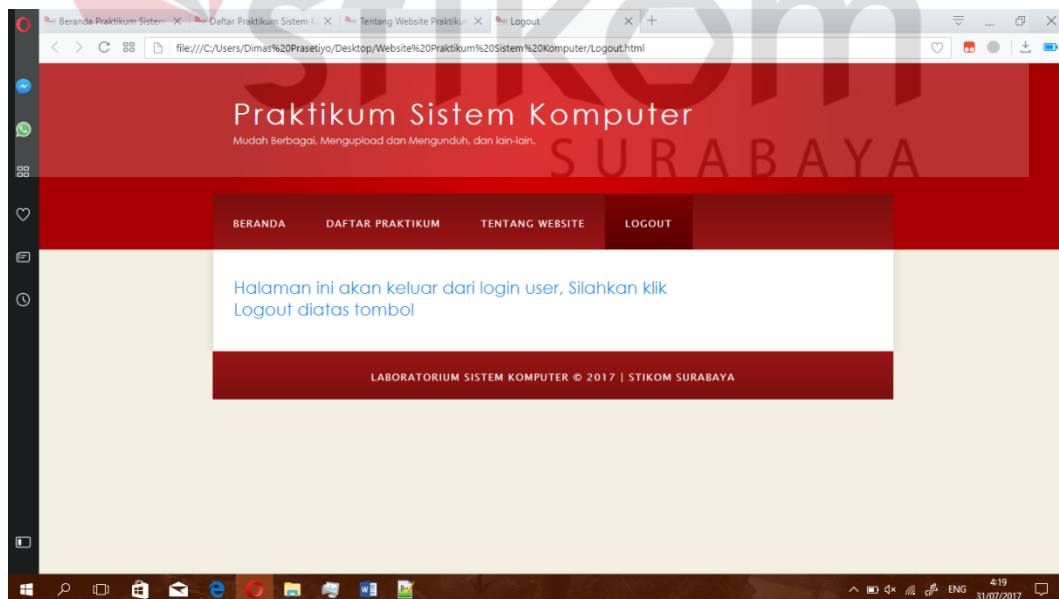 Beranda Praktikum Sistem
Daftar Praktikum Sistem K
Tentang Website Praktikur
Logout
file:///C:/Users/Dimas%20Prasetiyo/Desktop/Website%20Praktikum%20Sistem%20Komputer/Logout.html
STIKOM
SURABAYA
Praktikum Sistem Komputer
Mudah Berbagai, Mengupload dan Mengunduh, dan lain-lain.
BERANDA
DAFTAR PRAKTIKUM
TENTANG WEBSITE
LOGOUT
Halaman ini akan keluar dari login user, Silahkan klik
Logout diatas tombol
LABORATORIUM SISTEM KOMPUTER © 2017 | STIKOM SURABAYA
ENG
4:19
31/07/2017